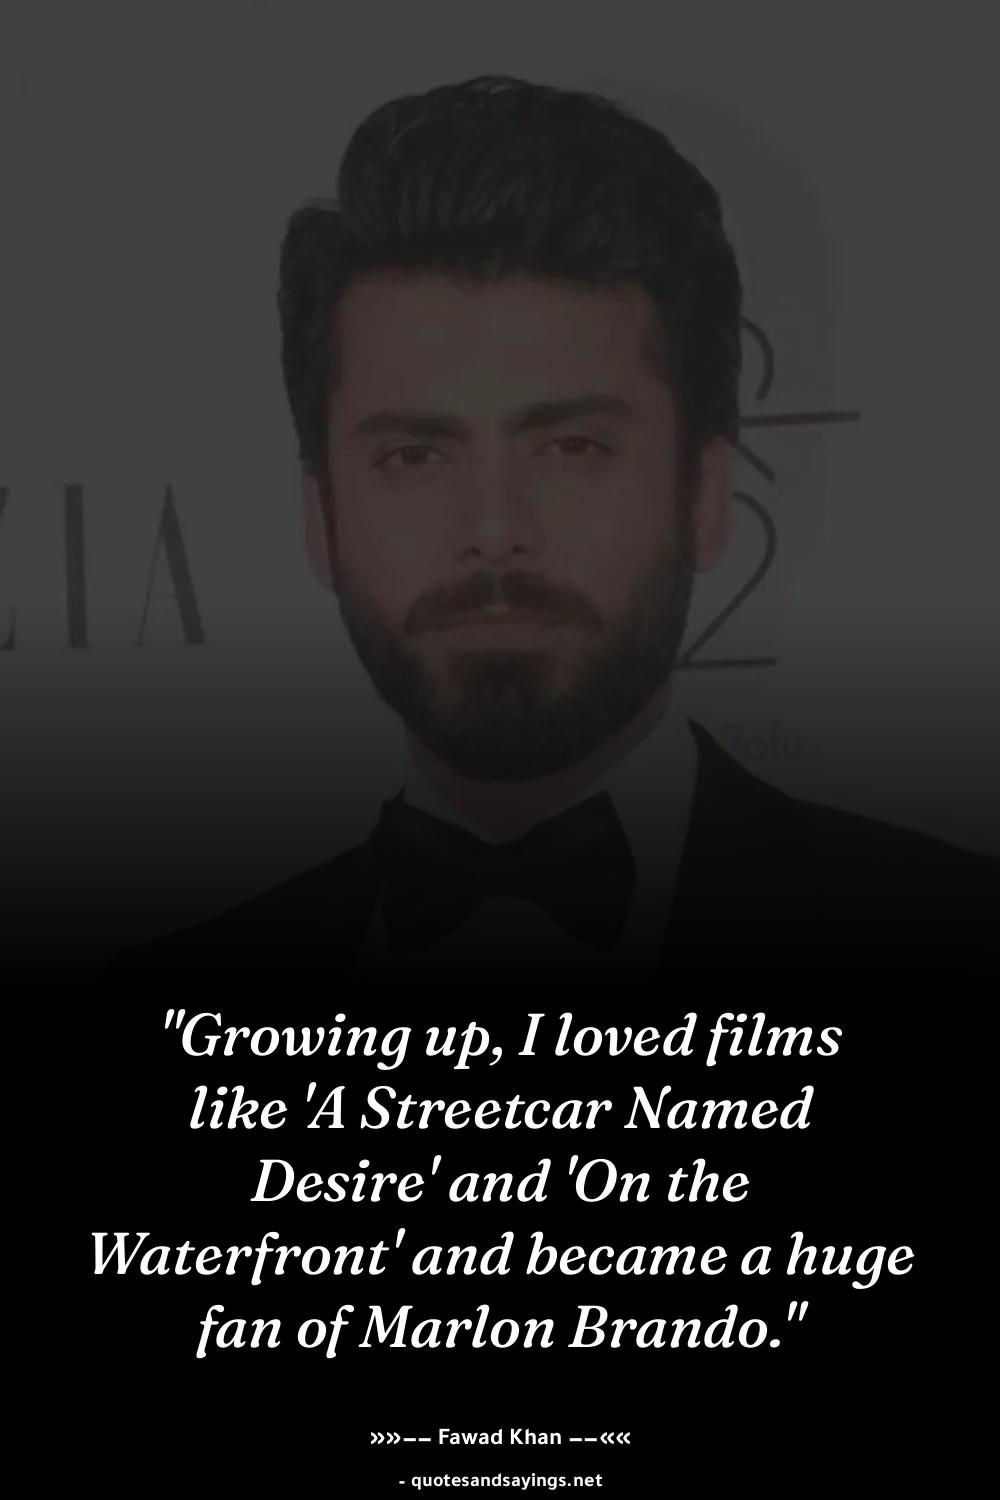 ZIA
"Growing up, I loved films
like 'A Streetcar Named
Desire' and 'On the
Waterfront' and became a huge
fan of Marlon Brando."
»»−− Fawad Khan −−««
- quotesandsayings.net